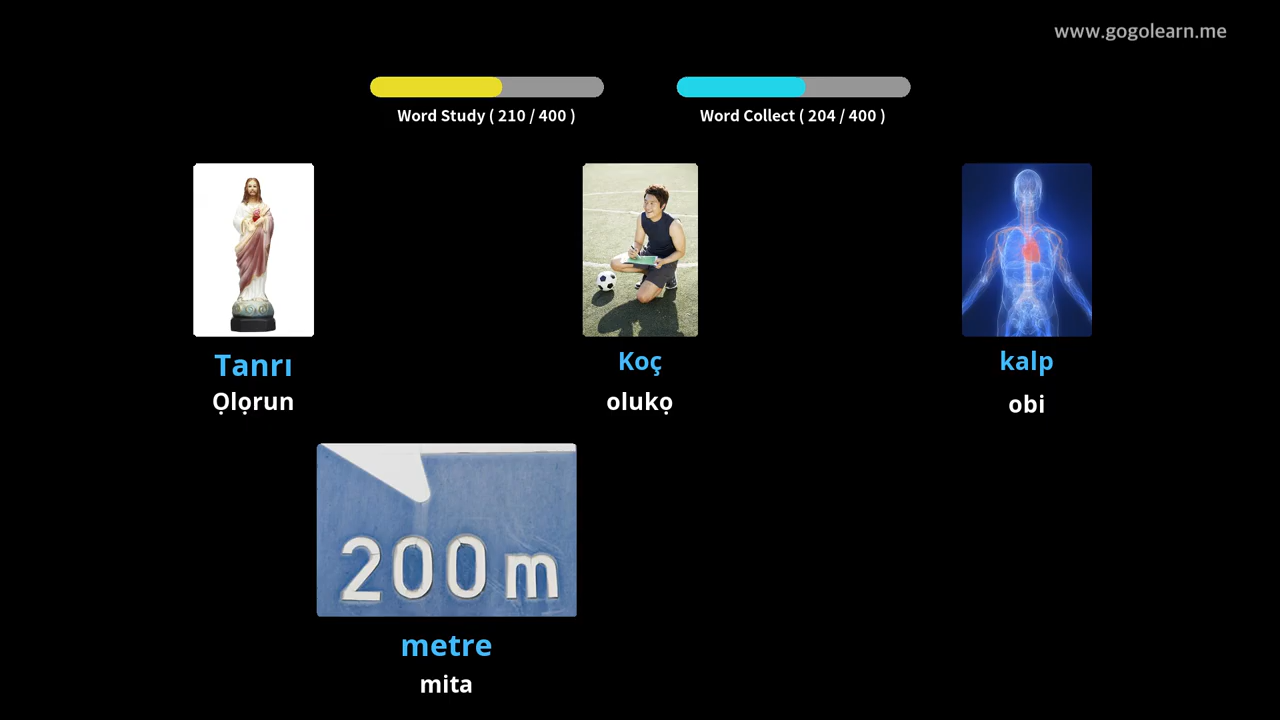 www.gogolearn.me
Word Study ( 210 / 400 )
Word Collect ( 204 / 400 )
Tanrı
Ọlọrun
Koç
olukọ
kalp
obi
200 m
metre
mita